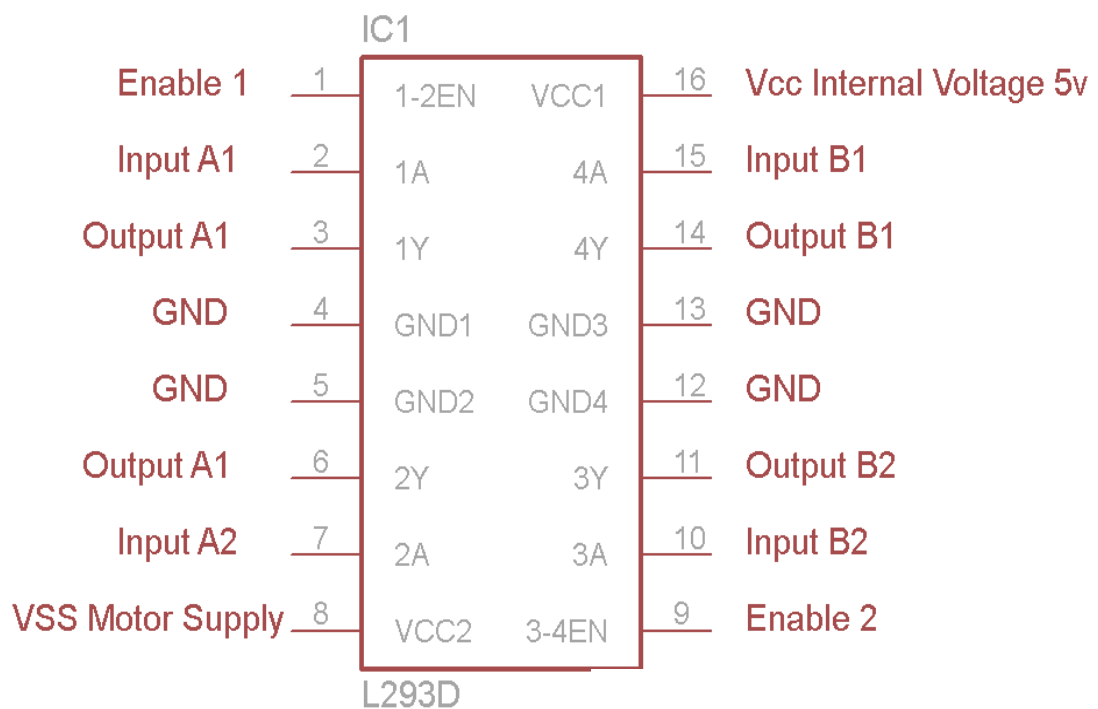 IC1
Enable 1 1 1-2EN VCC1 16 Vcc Internal Voltage 5v
Input A1 2 1A 4A 15 Input B1
Output A1 3 1Y 4Y 14 Output B1
GND 4 GND1 GND3 13 GND
GND 5 GND2 GND4 12 GND
Output A1 6 2Y 3Y 11 Output B2
Input A2 7 2A 3A 10 Input B2
VSS Motor Supply 8 VCC2 3-4EN 9 Enable 2
L293D